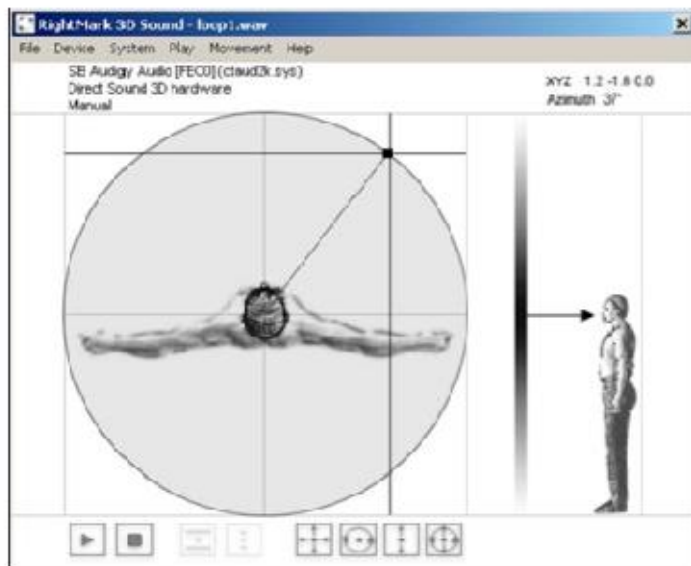 RightMark 3D Sound - loop1.wav
File Device System Play Movement Help
SB Audigy Audio [FEC0] (ctaud2k.sys)
Direct Sound 3D hardware
Manual
XYZ 1.2 -1.6 0.0
Azimuth 37°